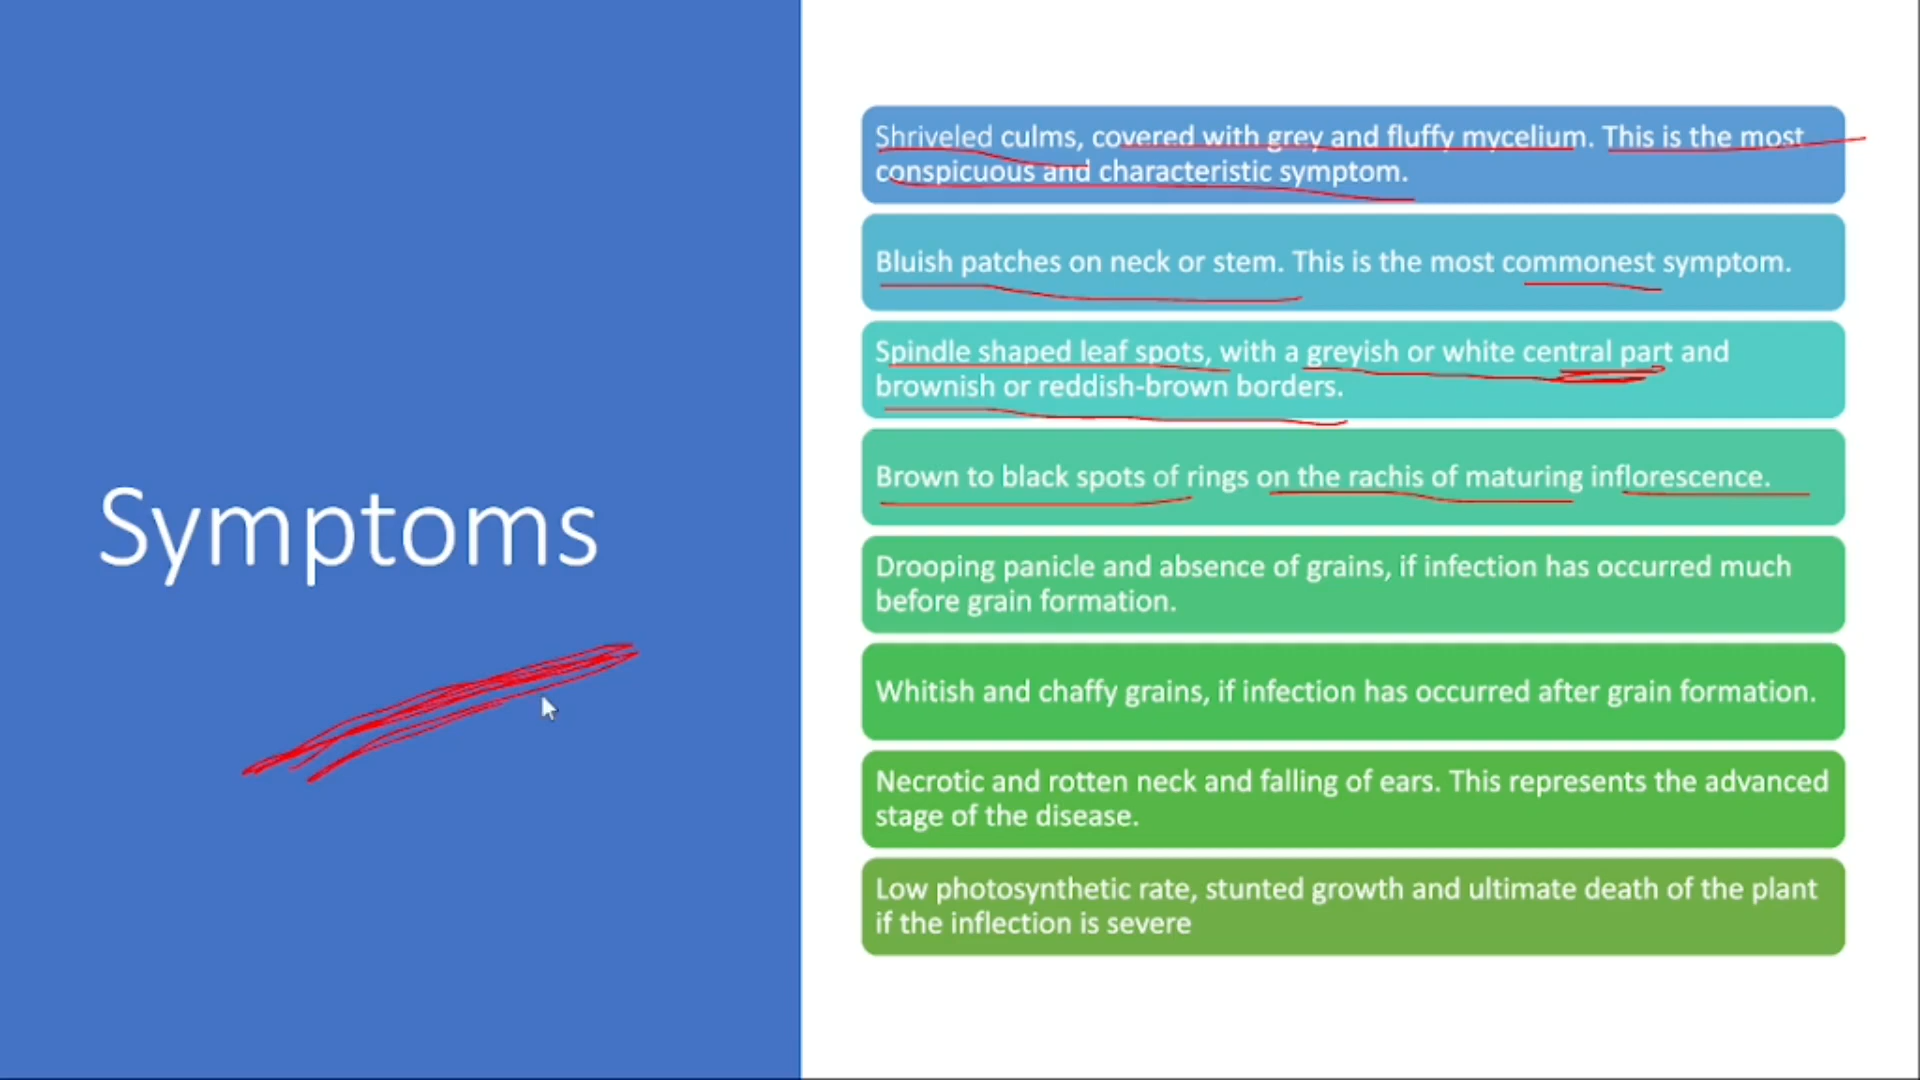 Symptoms
Shriveled culms, covered with grey and fluffy mycelium. This is the most
conspicuous and characteristic symptom.
Bluish patches on neck or stem. This is the most commonest symptom.
Spindle shaped leaf spots, with a greyish or white central part and
brownish or reddish-brown borders.
Brown to black spots of rings on the rachis of maturing inflorescence.
Drooping panicle and absence of grains, if infection has occurred much
before grain formation.
Whitish and chaffy grains, if infection has occurred after grain formation.
Necrotic and rotten neck and falling of ears. This represents the advanced
stage of the disease.
Low photosynthetic rate, stunted growth and ultimate death of the plant
if the inflection is severe